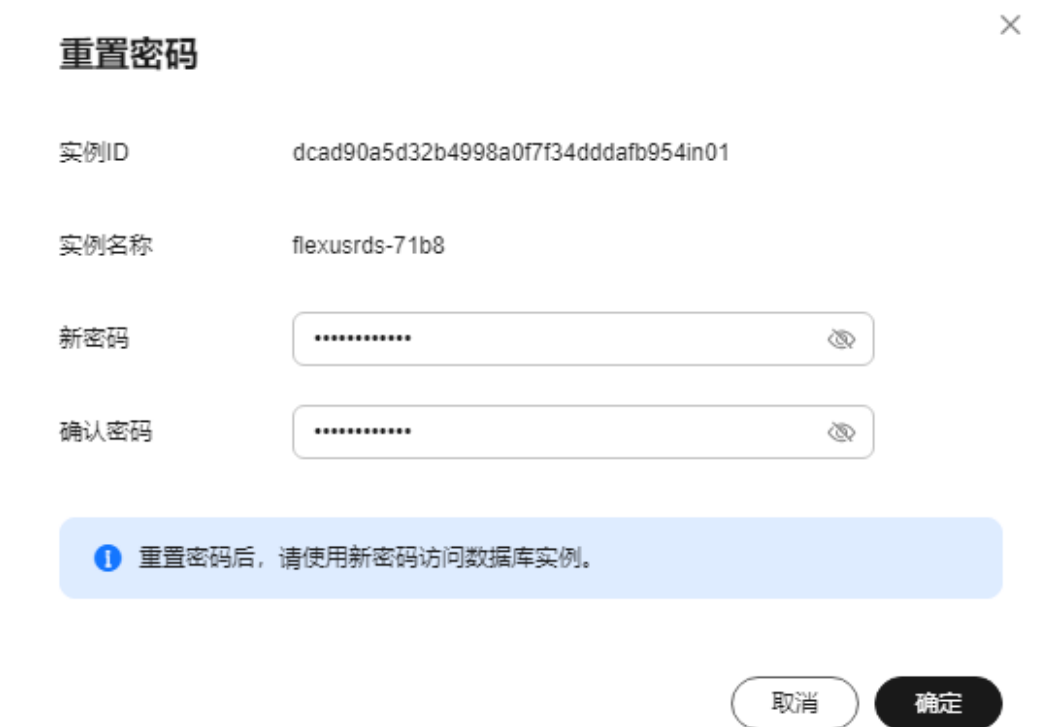 重置密码
实例ID dcad90a5d32b4998a0f7f34dddafb954in01
实例名称 flexusrds-71b8
新密码 ••••••••••••
确认密码 ••••••••••••
重置密码后，请使用新密码访问数据库实例。
取消 确定